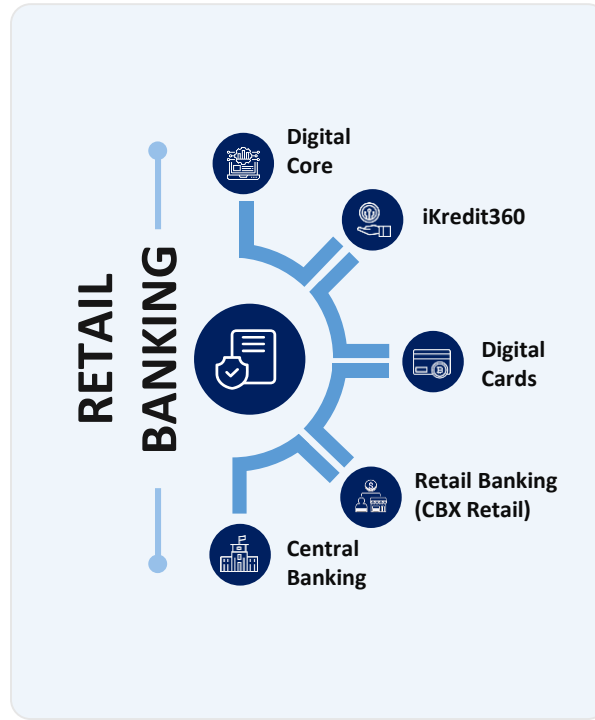 RETAIL
BANKING
Digital
Core
iKredit360
Digital
Cards
Retail Banking
(CBX Retail)
Central
Banking